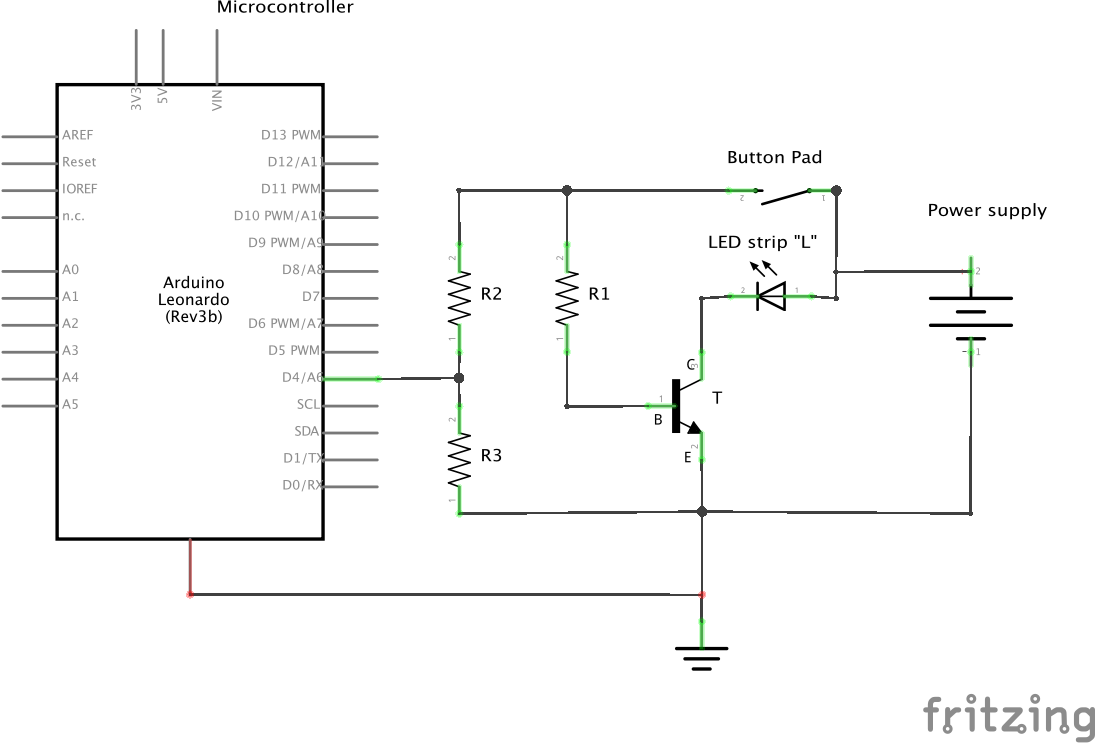 Microcontroller
3V3
5V
VIN
AREF
Reset
IOREF
n.c.
A0
A1
A2
A3
A4
A5
Arduino
Leonardo
(Rev3b)
D13 PWM
D12/A11
D11 PWM
D10 PWM/A10
D9 PWM/A9
D8/A8
D7
D6 PWM/A7
D5 PWM
D4/A6
SCL
SDA
D1/TX
D0/RX
2
R2
1
2
R3
1
2
R1
1
Button Pad
2
1
LED strip "L"
2
1
C
3
T
1
B
2
E
Power supply
2
1
fritzing